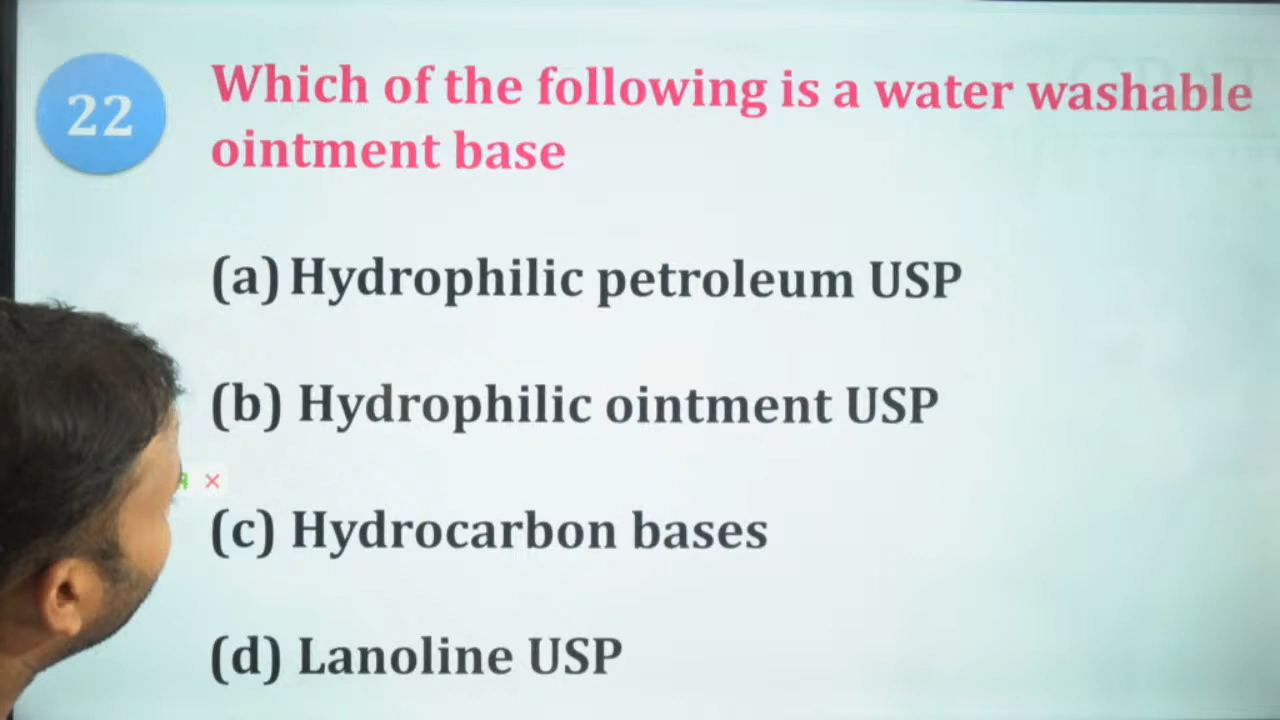 22
Which of the following is a water washable
ointment base
(a) Hydrophilic petroleum USP
(b) Hydrophilic ointment USP
(c) Hydrocarbon bases
(d) Lanoline USP